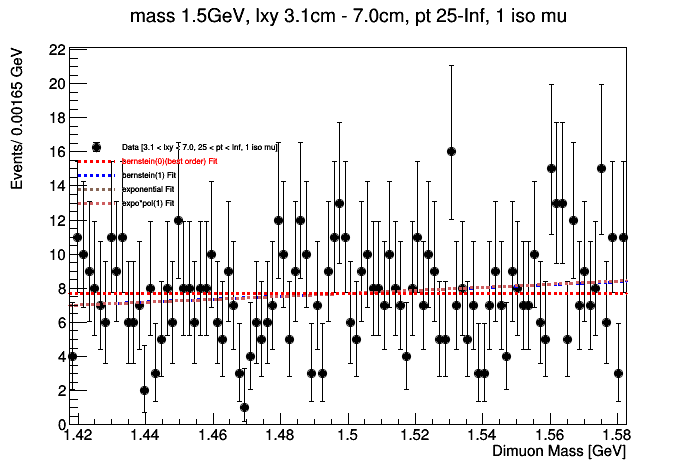 mass 1.5GeV, lxy 3.1cm - 7.0cm, pt 25-Inf, 1 iso mu
Events/ 0.00165 GeV
22
20
18
16
Data [3.1 < lxy < 7.0, 25 < pt < Inf, 1 iso mu]
bernstein(0)(best order) Fit
bernstein(1) Fit
exponential Fit
expo*pol(1) Fit
14
12
10
8
6
4
2
0
1.42 1.44 1.46 1.48 1.5 1.52 1.54 1.56 1.58
Dimuon Mass [GeV]